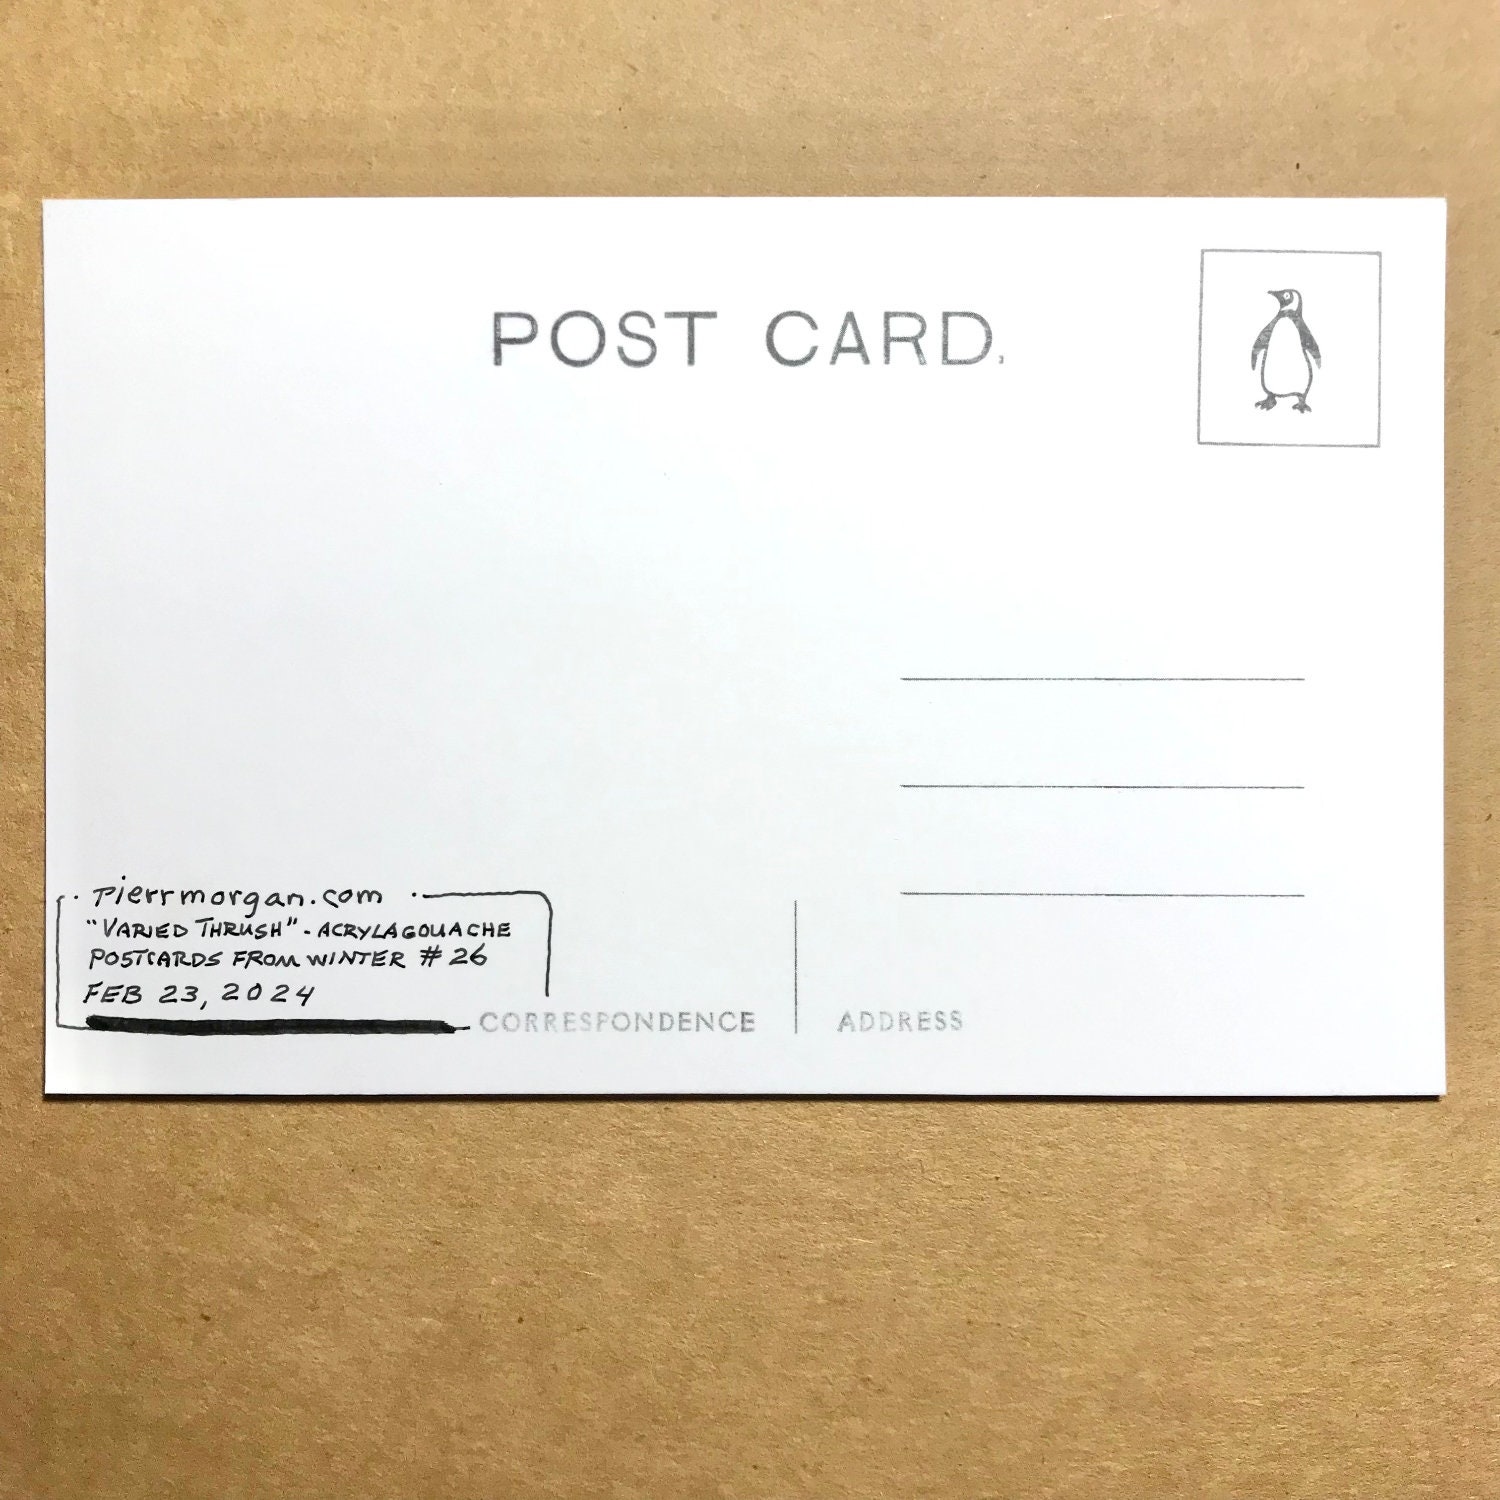 POST CARD.
pierrmorgan.com
"VARIED THRUSH" - ACRYLAGOUACHE
POSTCARDS FROM WINTER # 26
FEB 23, 2024
CORRESPONDENCE
ADDRESS